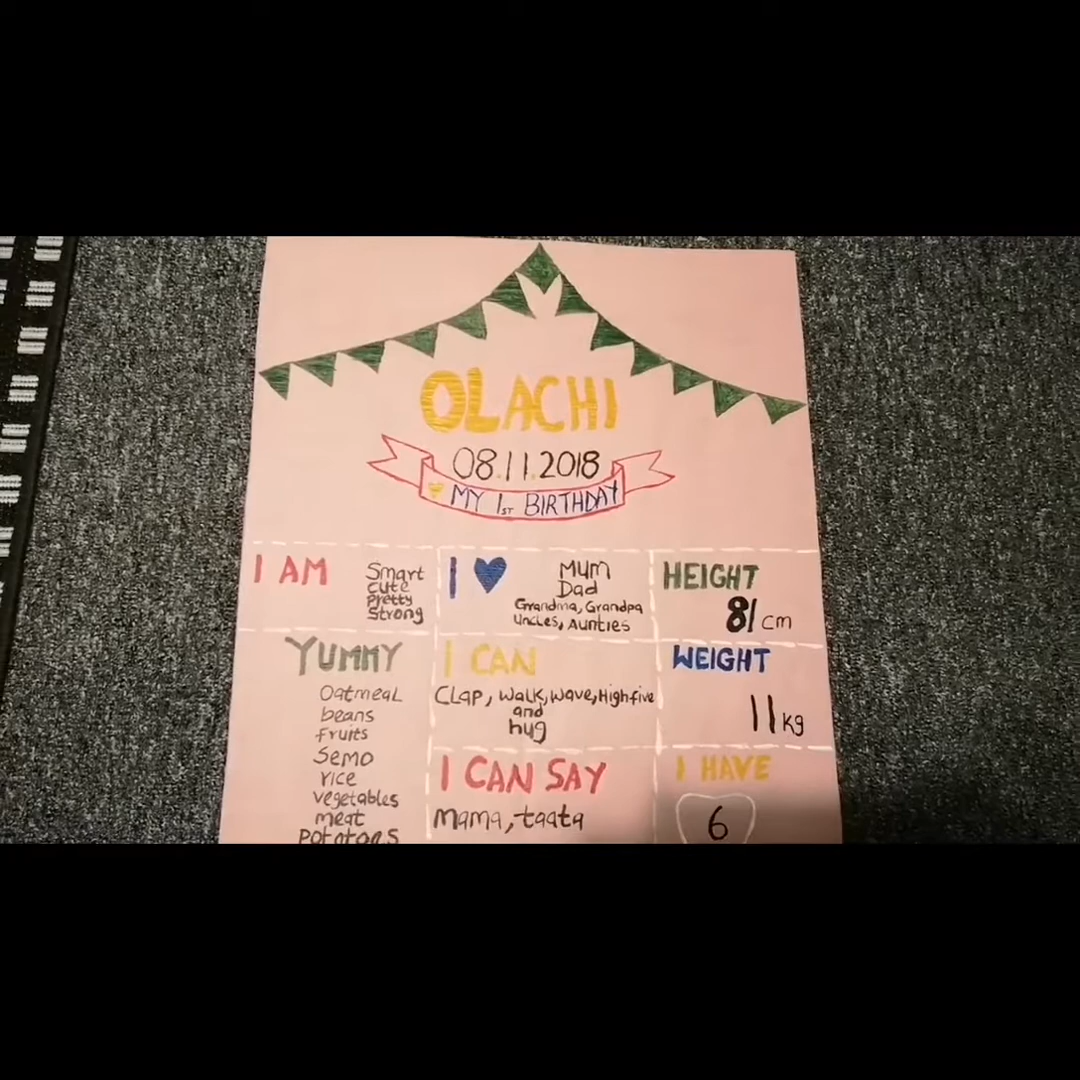 OLACHI
08.11.2018
MY 1ST BIRTHDAY
I AM
Smart
cute
pretty
strong
I ♥
Mum
Dad
Grandma, Grandpa
Uncles, Aunties
HEIGHT
81 cm
YUMMY
Oatmeal
beans
fruits
Semo
rice
vegetables
meat
potatoes
I CAN
Clap, Walk, Wave, Highfive
and
hug
WEIGHT
11 kg
I CAN SAY
mama, taata
I HAVE
6